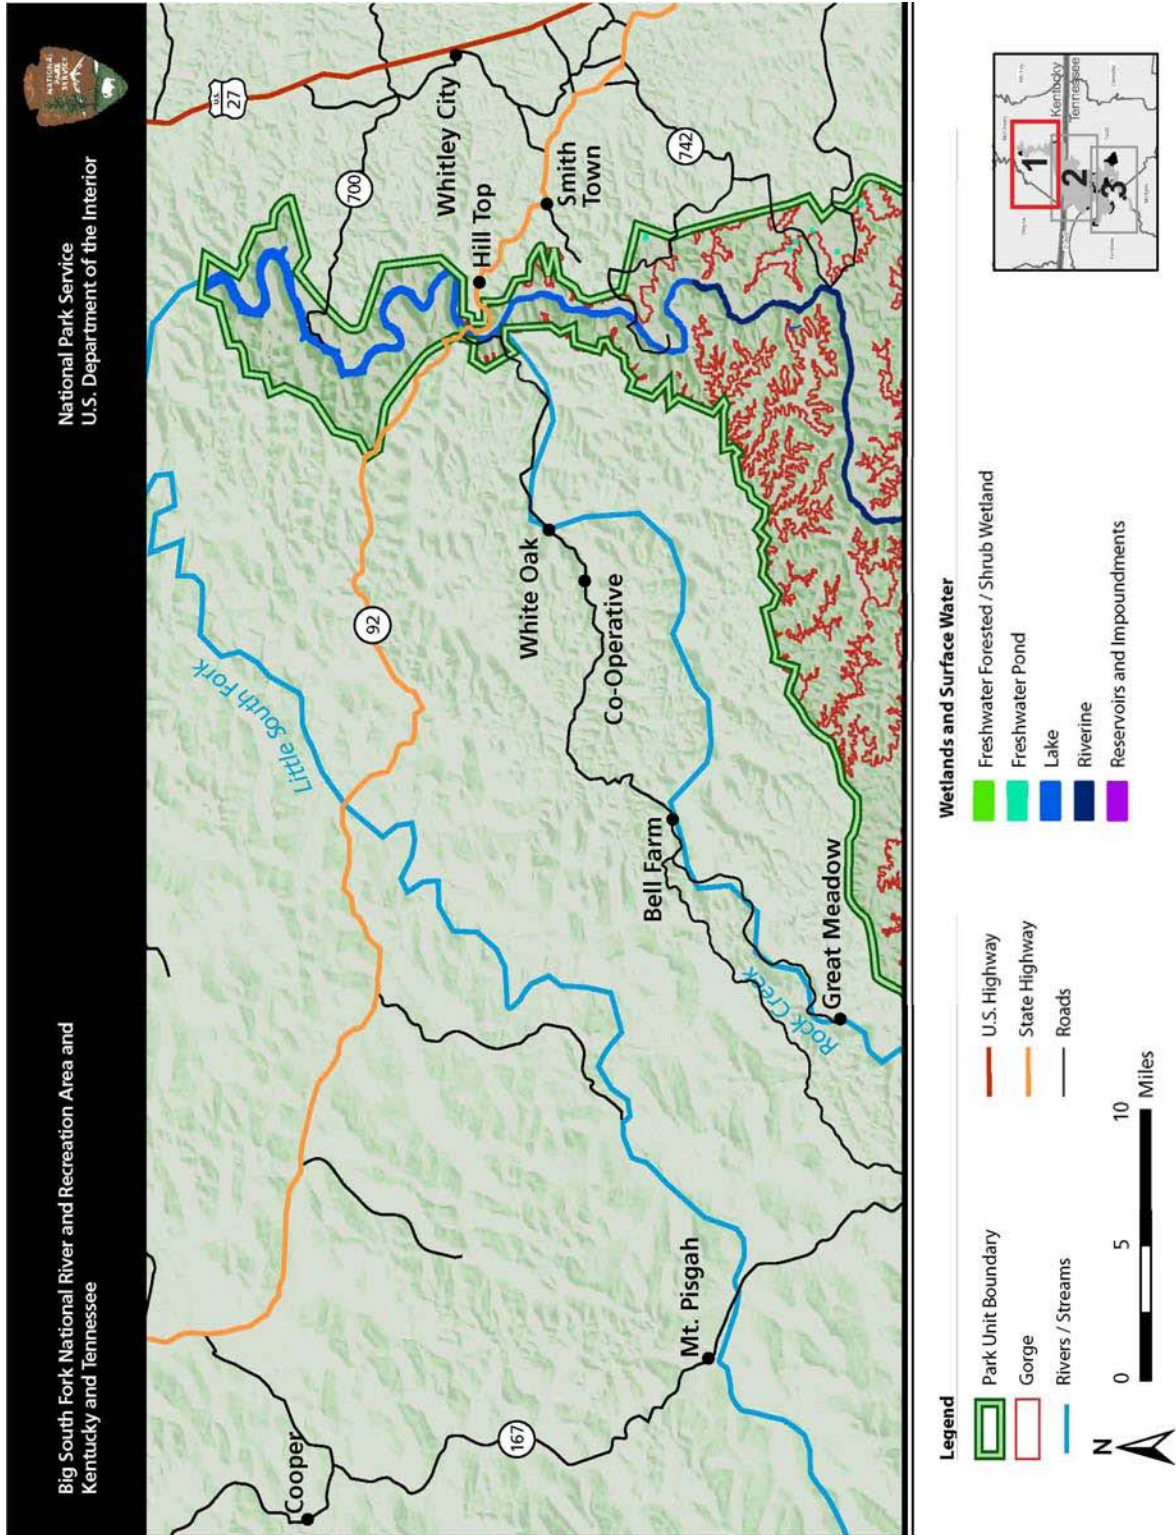 Big South Fork National River and Recreation Area and
Kentucky and Tennessee
National Park Service
U.S. Department of the Interior
NATIONAL
PARK
SERVICE
U.S.
27
700
Whitley City
Hill Top
Smith
Town
742
92
Little South Fork
White Oak
Co-Operative
Bell Farm
Rock Creek
Great Meadow
Cooper
167
Mt. Pisgah
Legend
Park Unit Boundary
Gorge
Rivers / Streams
U.S. Highway
State Highway
Roads
N
0
5
10
Miles
Wetlands and Surface Water
Freshwater Forested / Shrub Wetland
Freshwater Pond
Lake
Riverine
Reservoirs and Impoundments
1
2
3
Kentucky
Tennessee